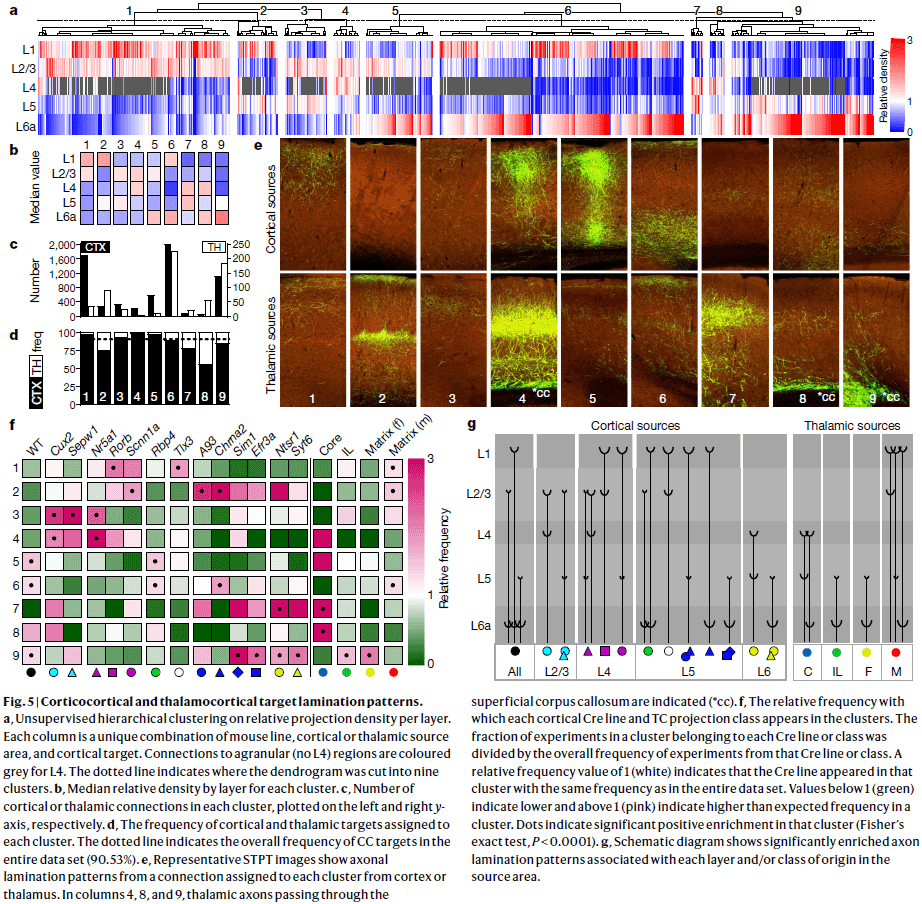 a
1 2 3 4 5 6 7 8 9
L1
L2/3
L4
L5
L6a
3
1
0
Relative density
b
1 2 3 4 5 6 7 8 9
Median value
L1
L2/3
L4
L5
L6a
c
Number
2,000
1,600
1,200
800
400
0
CTX
TH
250
200
150
100
50
0
d
CTX TH freq
100
75
50
25
0
1 2 3 4 5 6 7 8 9
e
Cortical sources
Thalamic sources
1 2 3 4 *cc 5 6 7 8 *cc 9 *cc
f
WT Cux2 Sepw1 Nr5a1 Rorb Scnn1a Rbp4 Tlx3 A93 Chrna2 Sim1 Efr3a Ntsr1 Syt6 Core IL Matrix (f) Matrix (m)
1
2
3
4
5
6
7
8
9
3
1
0
Relative frequency
g
Cortical sources Thalamic sources
L1
L2/3
L4
L5
L6a
All L2/3 L4 L5 L6 C IL F M
Fig. 5 | Corticocortical and thalamocortical target lamination patterns.
a, Unsupervised hierarchical clustering on relative projection density per layer.
Each column is a unique combination of mouse line, cortical or thalamic source
area, and cortical target. Connections to agranular (no L4) regions are coloured
grey for L4. The dotted line indicates where the dendrogram was cut into nine
clusters. b, Median relative density by layer for each cluster. c, Number of
cortical or thalamic connections in each cluster, plotted on the left and right y-
axis, respectively. d, The frequency of cortical and thalamic targets assigned to
each cluster. The dotted line indicates the overall frequency of CC targets in the
entire data set (90.53%). e, Representative STPT images show axonal
lamination patterns from a connection assigned to each cluster from cortex or
thalamus. In columns 4, 8, and 9, thalamic axons passing through the
superficial corpus callosum are indicated (*cc). f, The relative frequency with
which each cortical Cre line and TC projection class appears in the clusters. The
fraction of experiments in a cluster belonging to each Cre line or class was
divided by the overall frequency of experiments from that Cre line or class. A
relative frequency value of 1 (white) indicates that the Cre line appeared in that
cluster with the same frequency as in the entire data set. Values below 1 (green)
indicate lower and above 1 (pink) indicate higher than expected frequency in a
cluster. Dots indicate significant positive enrichment in that cluster (Fisher's
exact test, P < 0.0001). g, Schematic diagram shows significantly enriched axon
lamination patterns associated with each layer and/or class of origin in the
source area.